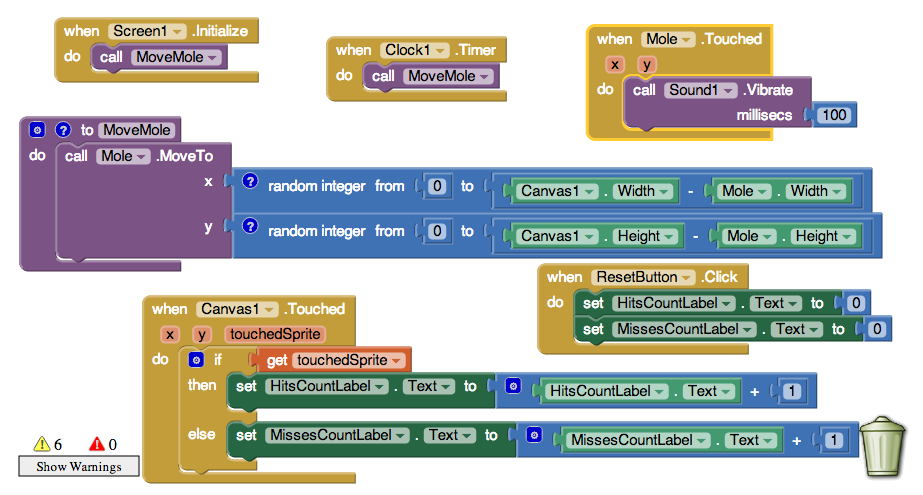 when Screen1 .Initialize
do call MoveMole
when Clock1 .Timer
do call MoveMole
when Mole .Touched
x y
do call Sound1 .Vibrate
millisecs 100
? to MoveMole
do call Mole .MoveTo
x ? random integer from 0 to Canvas1 . Width - Mole . Width
y ? random integer from 0 to Canvas1 . Height - Mole . Height
when ResetButton .Click
do set HitsCountLabel . Text to 0
set MissesCountLabel . Text to 0
when Canvas1 .Touched
x y touchedSprite
do if get touchedSprite
then set HitsCountLabel . Text to HitsCountLabel . Text + 1
else set MissesCountLabel . Text to MissesCountLabel . Text + 1
6 0
Show Warnings